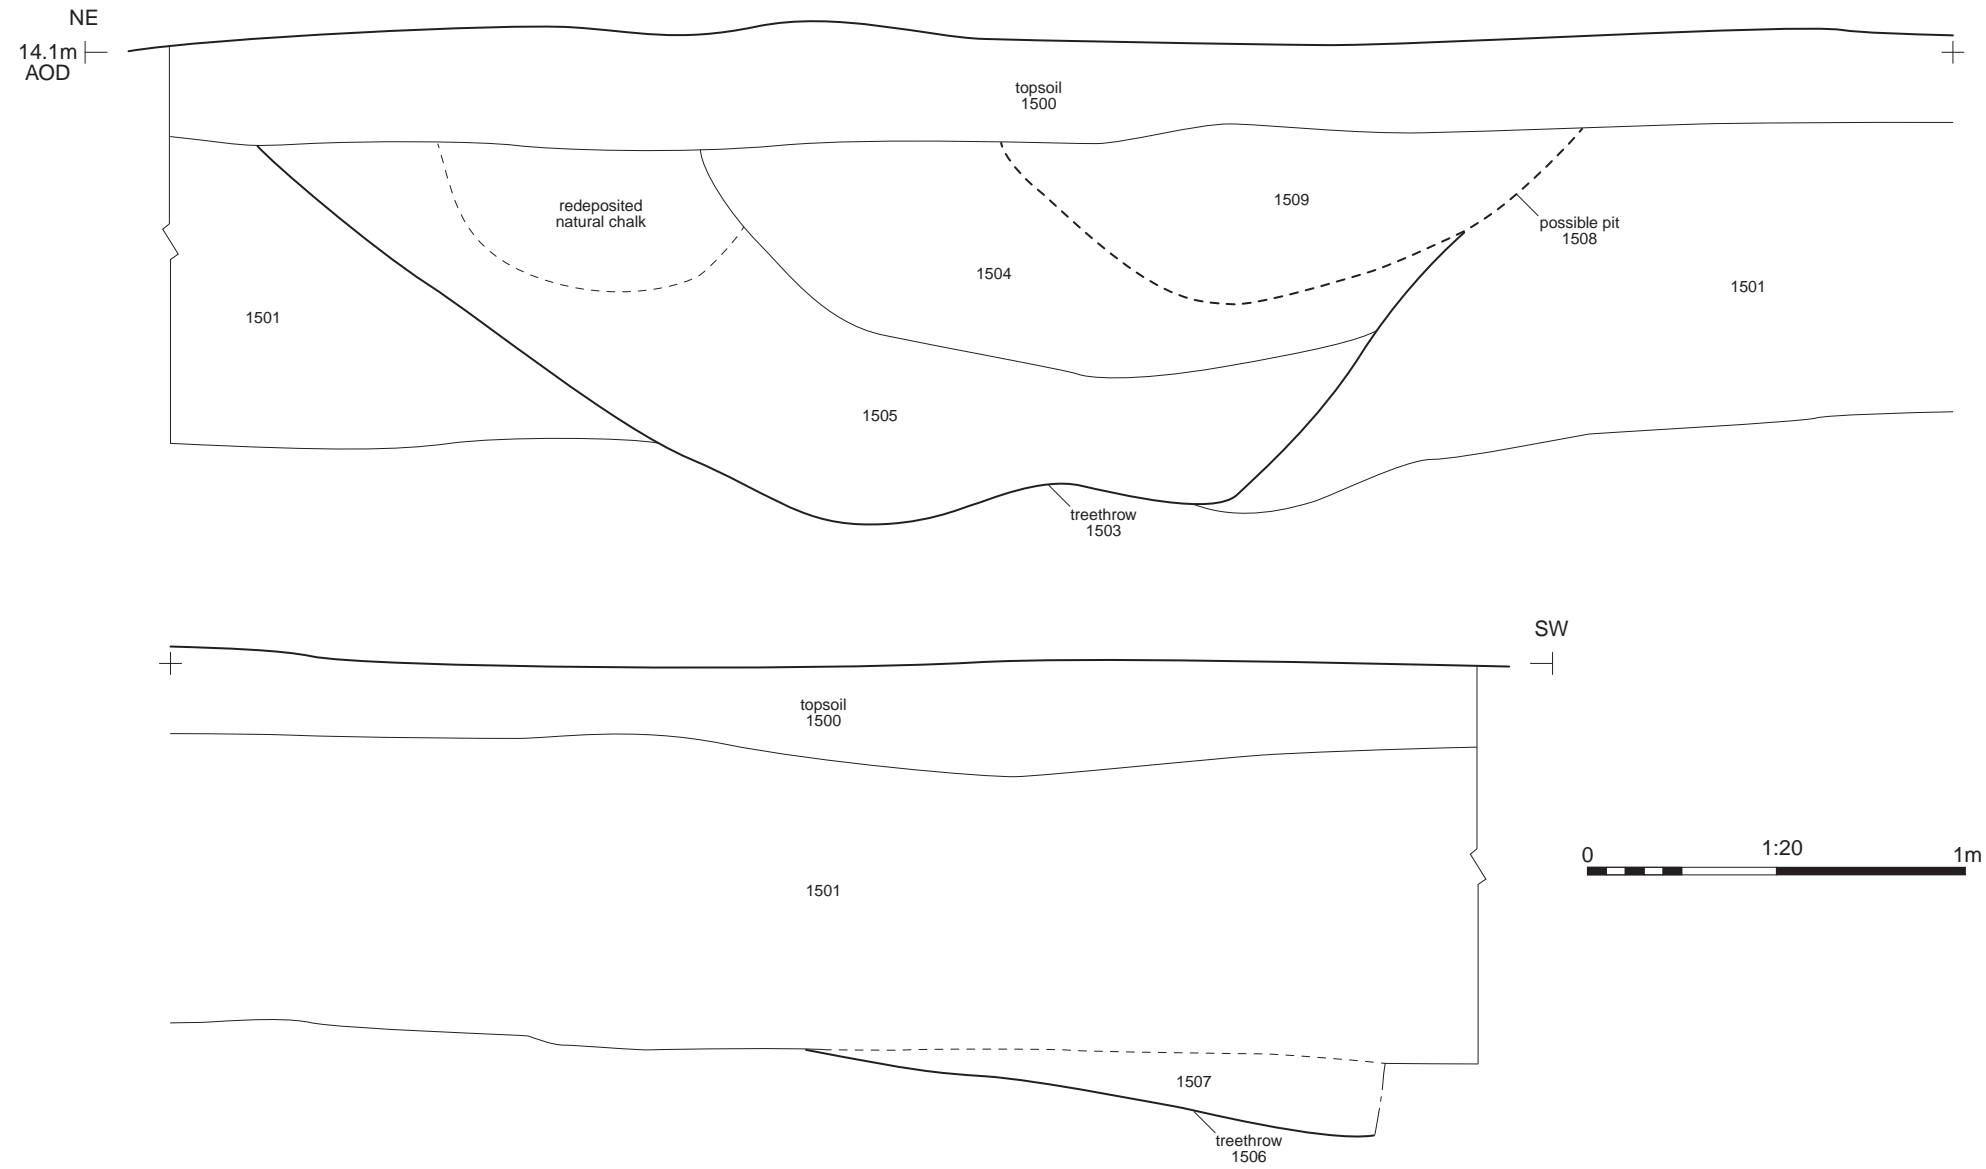 NE
14.1m
AOD
topsoil
1500
redeposited
natural chalk
1509
possible pit
1508
1504
1501
1501
1505
treethrow
1503
SW
topsoil
1500
0
1:20
1m
1501
1507
treethrow
1506